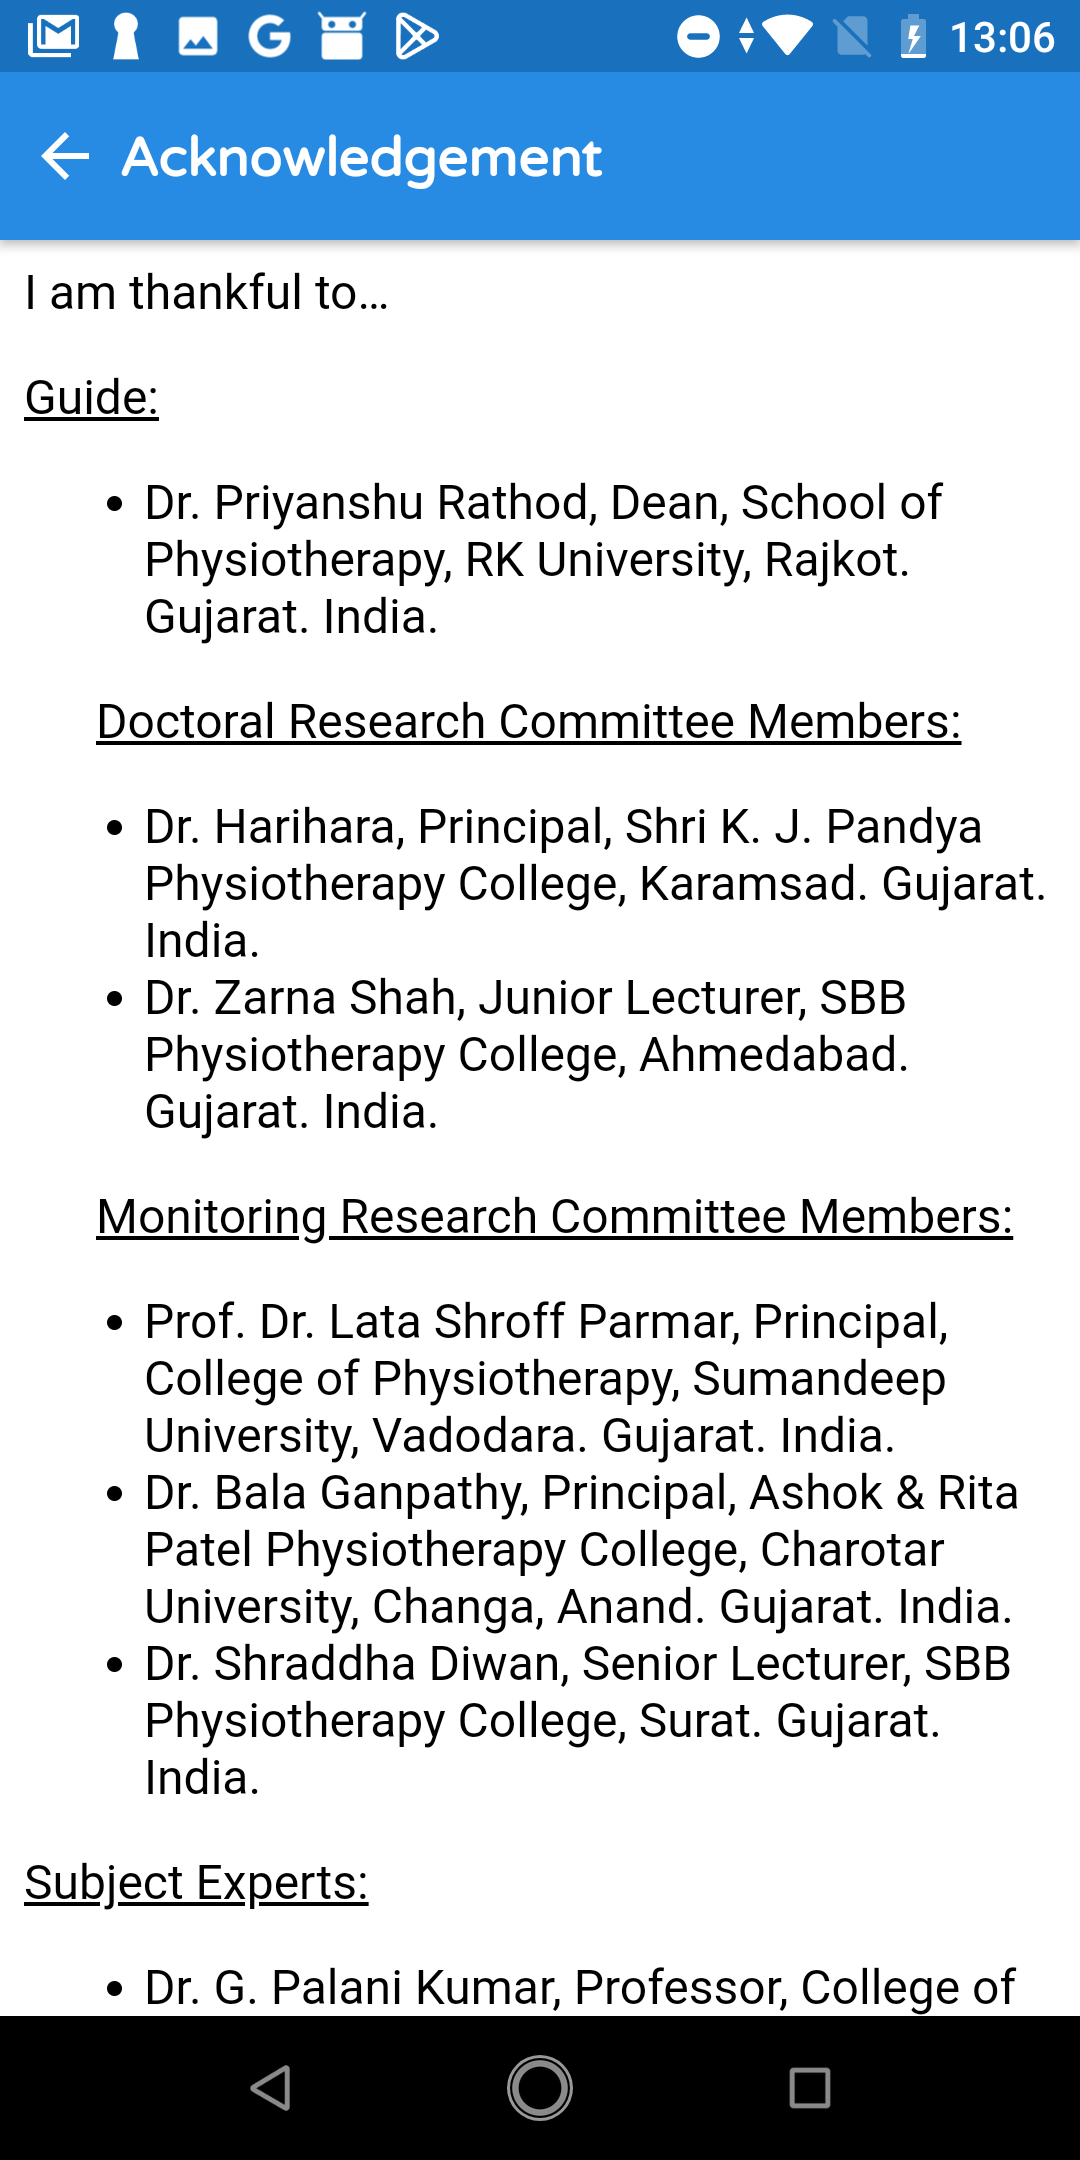 13:06
Acknowledgement
I am thankful to...
Guide:
• Dr. Priyanshu Rathod, Dean, School of
Physiotherapy, RK University, Rajkot.
Gujarat. India.
Doctoral Research Committee Members:
• Dr. Harihara, Principal, Shri K. J. Pandya
Physiotherapy College, Karamsad. Gujarat.
India.
• Dr. Zarna Shah, Junior Lecturer, SBB
Physiotherapy College, Ahmedabad.
Gujarat. India.
Monitoring Research Committee Members:
• Prof. Dr. Lata Shroff Parmar, Principal,
College of Physiotherapy, Sumandeep
University, Vadodara. Gujarat. India.
• Dr. Bala Ganpathy, Principal, Ashok & Rita
Patel Physiotherapy College, Charotar
University, Changa, Anand. Gujarat. India.
• Dr. Shraddha Diwan, Senior Lecturer, SBB
Physiotherapy College, Surat. Gujarat.
India.
Subject Experts:
• Dr. G. Palani Kumar, Professor, College of